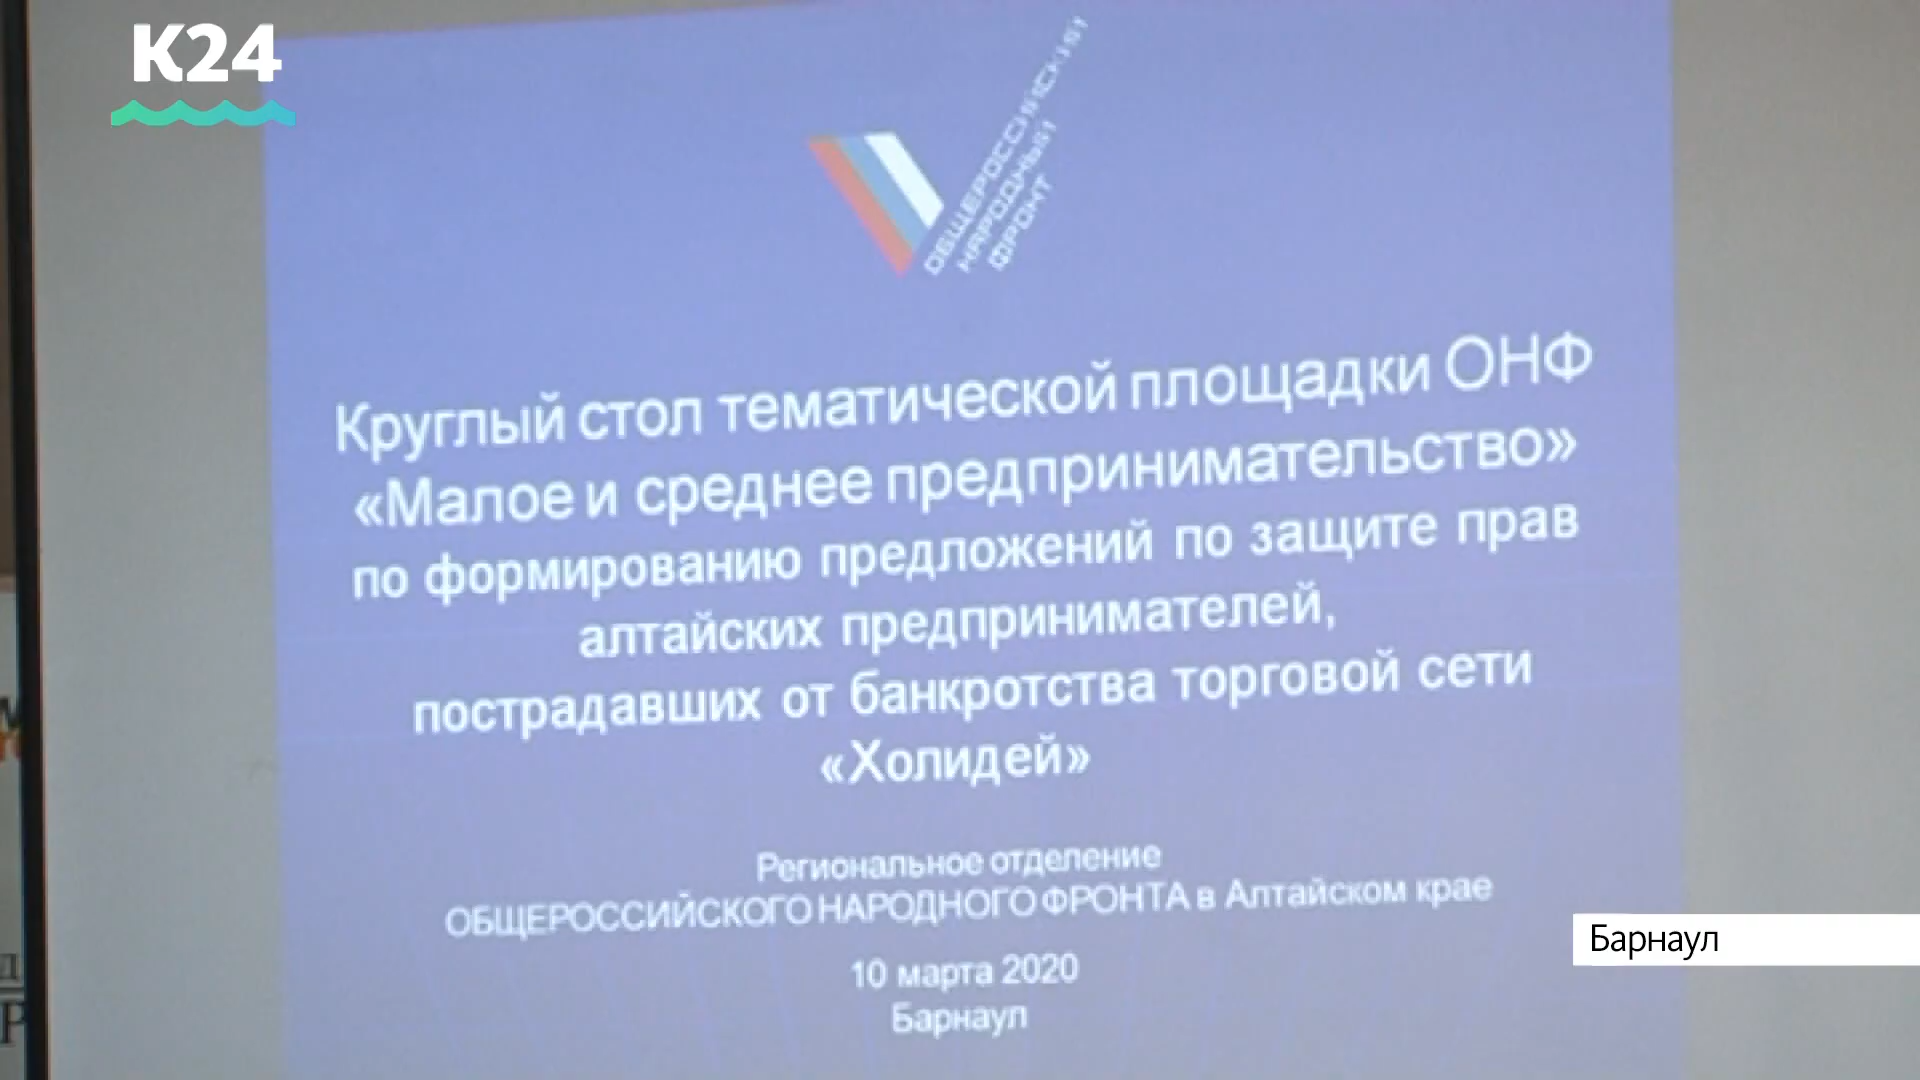 K24
ОБЩЕРОССИЙСКИЙ
НАРОДНЫЙ
ФРОНТ
Круглый стол тематической площадки ОНФ
«Малое и среднее предпринимательство»
по формированию предложений по защите прав
алтайских предпринимателей,
пострадавших от банкротства торговой сети
«Холидей»
Региональное отделение
ОБЩЕРОССИЙСКОГО НАРОДНОГО ФРОНТА в Алтайском крае
10 марта 2020
Барнаул
Барнаул